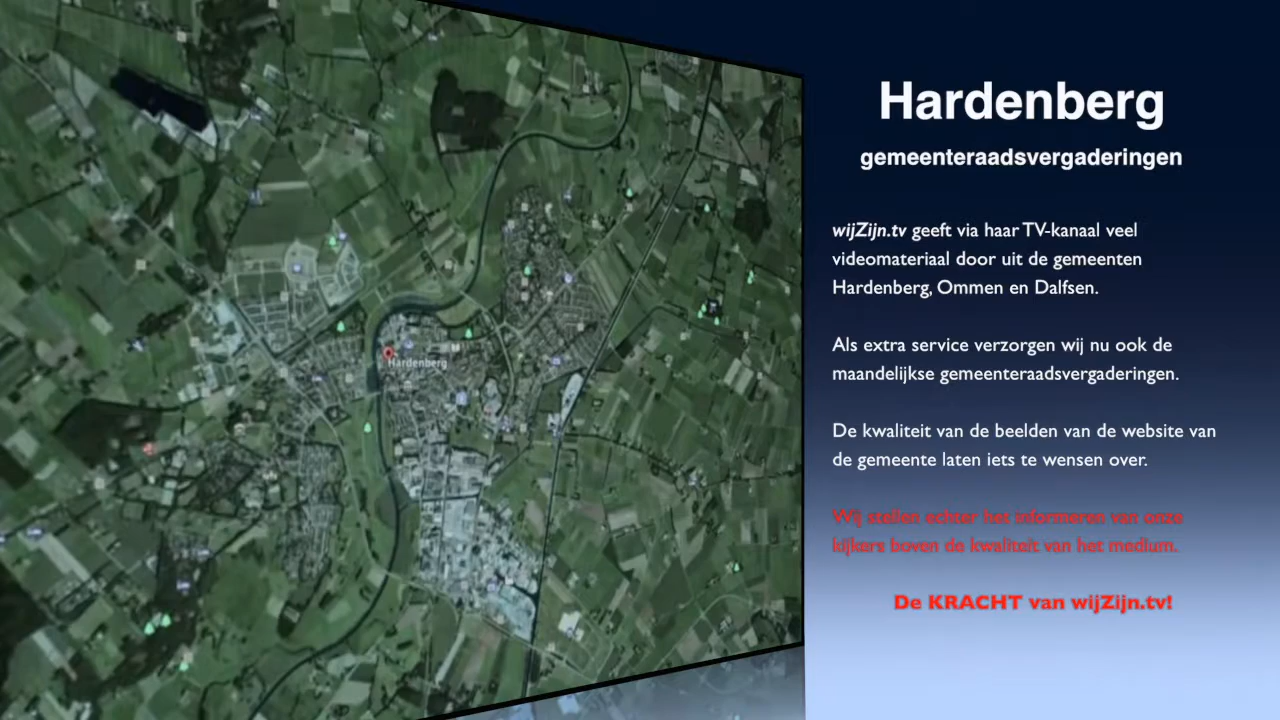 Hardenberg
gemeenteraadsvergaderingen
wijZijn.tv geeft via haar TV-kanaal veel
videomateriaal door uit de gemeenten
Hardenberg, Ommen en Dalfsen.
Als extra service verzorgen wij nu ook de
maandelijkse gemeenteraadsvergaderingen.
De kwaliteit van de beelden van de website van
de gemeente laten iets te wensen over.
Wij stellen echter het informeren van onze
kijkers boven de kwaliteit van het medium.
De KRACHT van wijZijn.tv!
Hardenberg